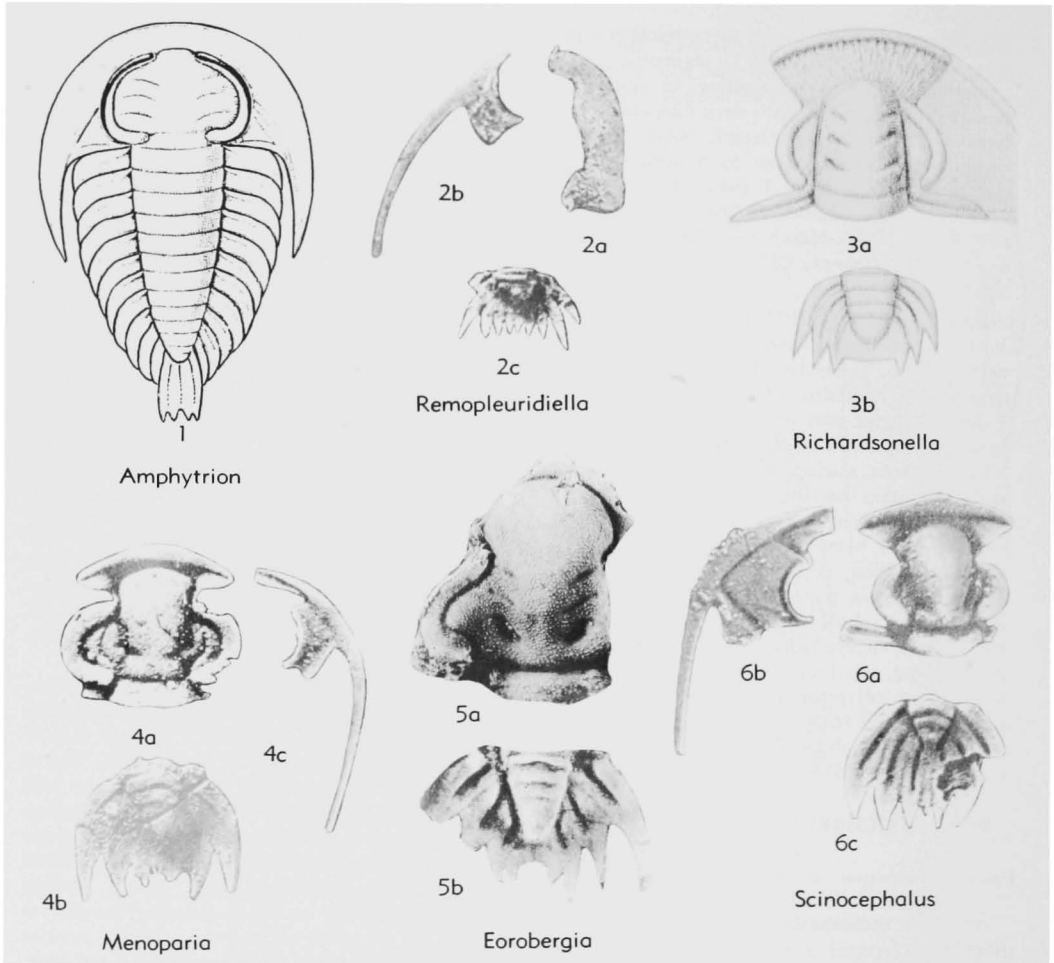 1
Amphytrion
2b
2a
2c
Remopleuridiella
3a
3b
Richardsonella
4a
4c
4b
Menoparia
5a
5b
Eorobergia
6b
6a
6c
Scinocephalus